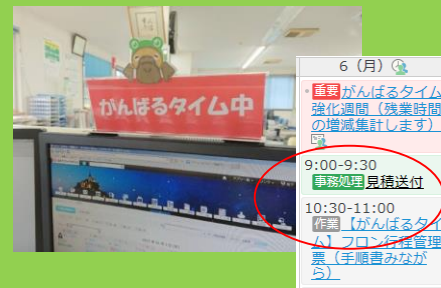 がんばるタイム中
6（月）
重要 がんばるタイム
強化週間（残業時間
の増減集計します）
9:00-9:30
事務処理 見積送付
10:30-11:00
作業 【がんばるタイ
ム】フロン行程管理
票（手順書みなが
ら）